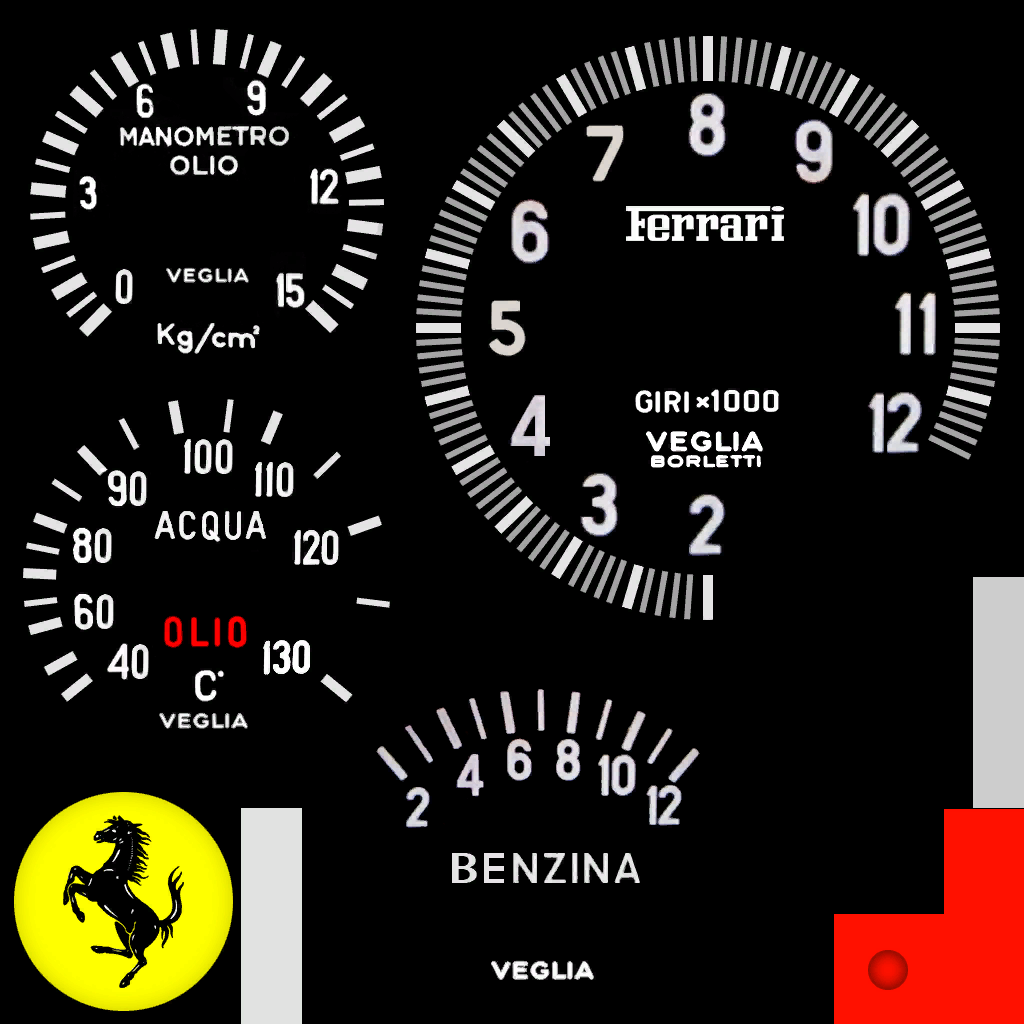 6 9
MANOMETRO
OLIO
3 12
VEGLIA
0 15
Kg/cm²
8
7 9
Ferrari
6 10
5 11
GIRI×1000
4 12
VEGLIA
BORLETTI
3 2
100
90 110
ACQUA
80 120
60
OLIO
40 130
C°
VEGLIA
6 8
4 10
2 12
BENZINA
VEGLIA